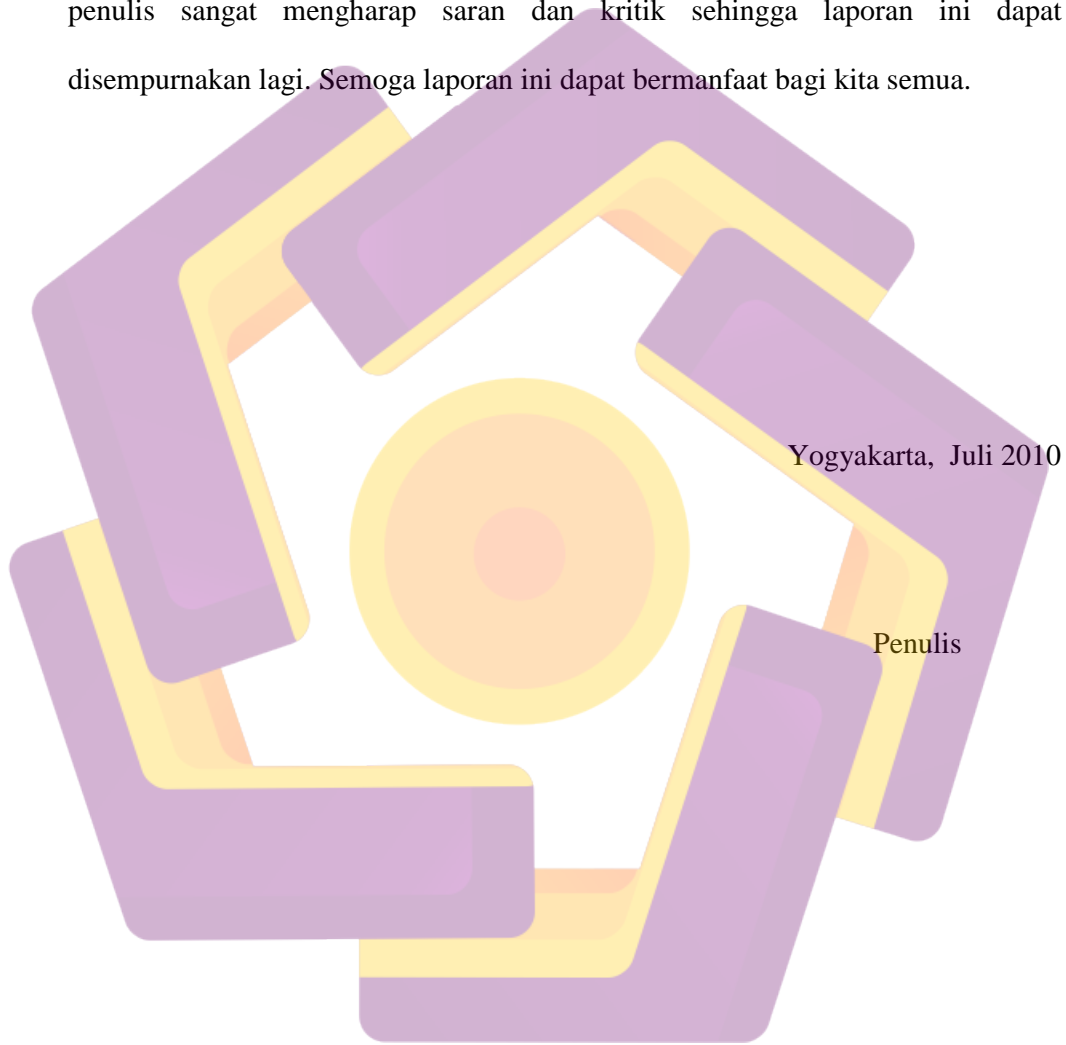 penulis sangat mengharap saran dan kritik sehingga laporan ini dapat
disempurnakan lagi. Semoga laporan ini dapat bermanfaat bagi kita semua.
Yogyakarta, Juli 2010
Penulis